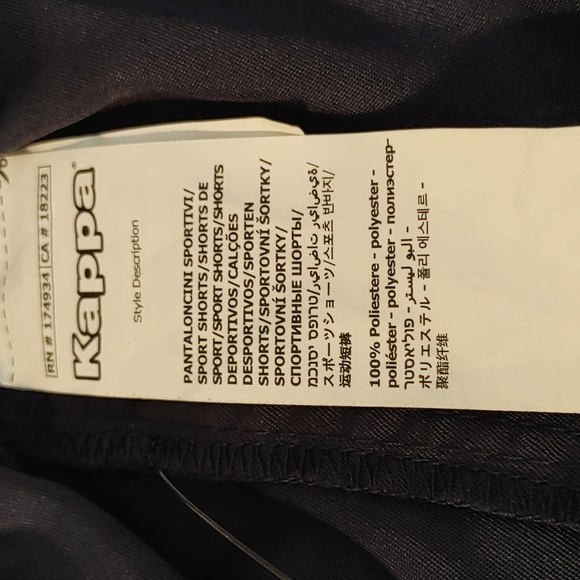 RN # 174934 CA # 18223
Kappa®
Style Description
PANTALONCINI SPORTIVI/
SPORT SHORTS/SHORTS DE
SPORT/SPORT SHORTS/SHORTS
DEPORTIVOS/CALÇÕES
DESPORTIVOS/SPORTEN
SHORTS/SPORTOVNÍ ŠORTKY/
SPORTOVNÍ ŠORTKY/
СПОРТИВНЫЕ ШОРТЫ/
スポーツショーツ/스포츠 반바지/
运动短裤
100% Poliestere - polyester -
poliéster - polyester - полиэстер-
פוליאסטר -
ポリエステル - 폴리 에스테르 -
聚酯纤维